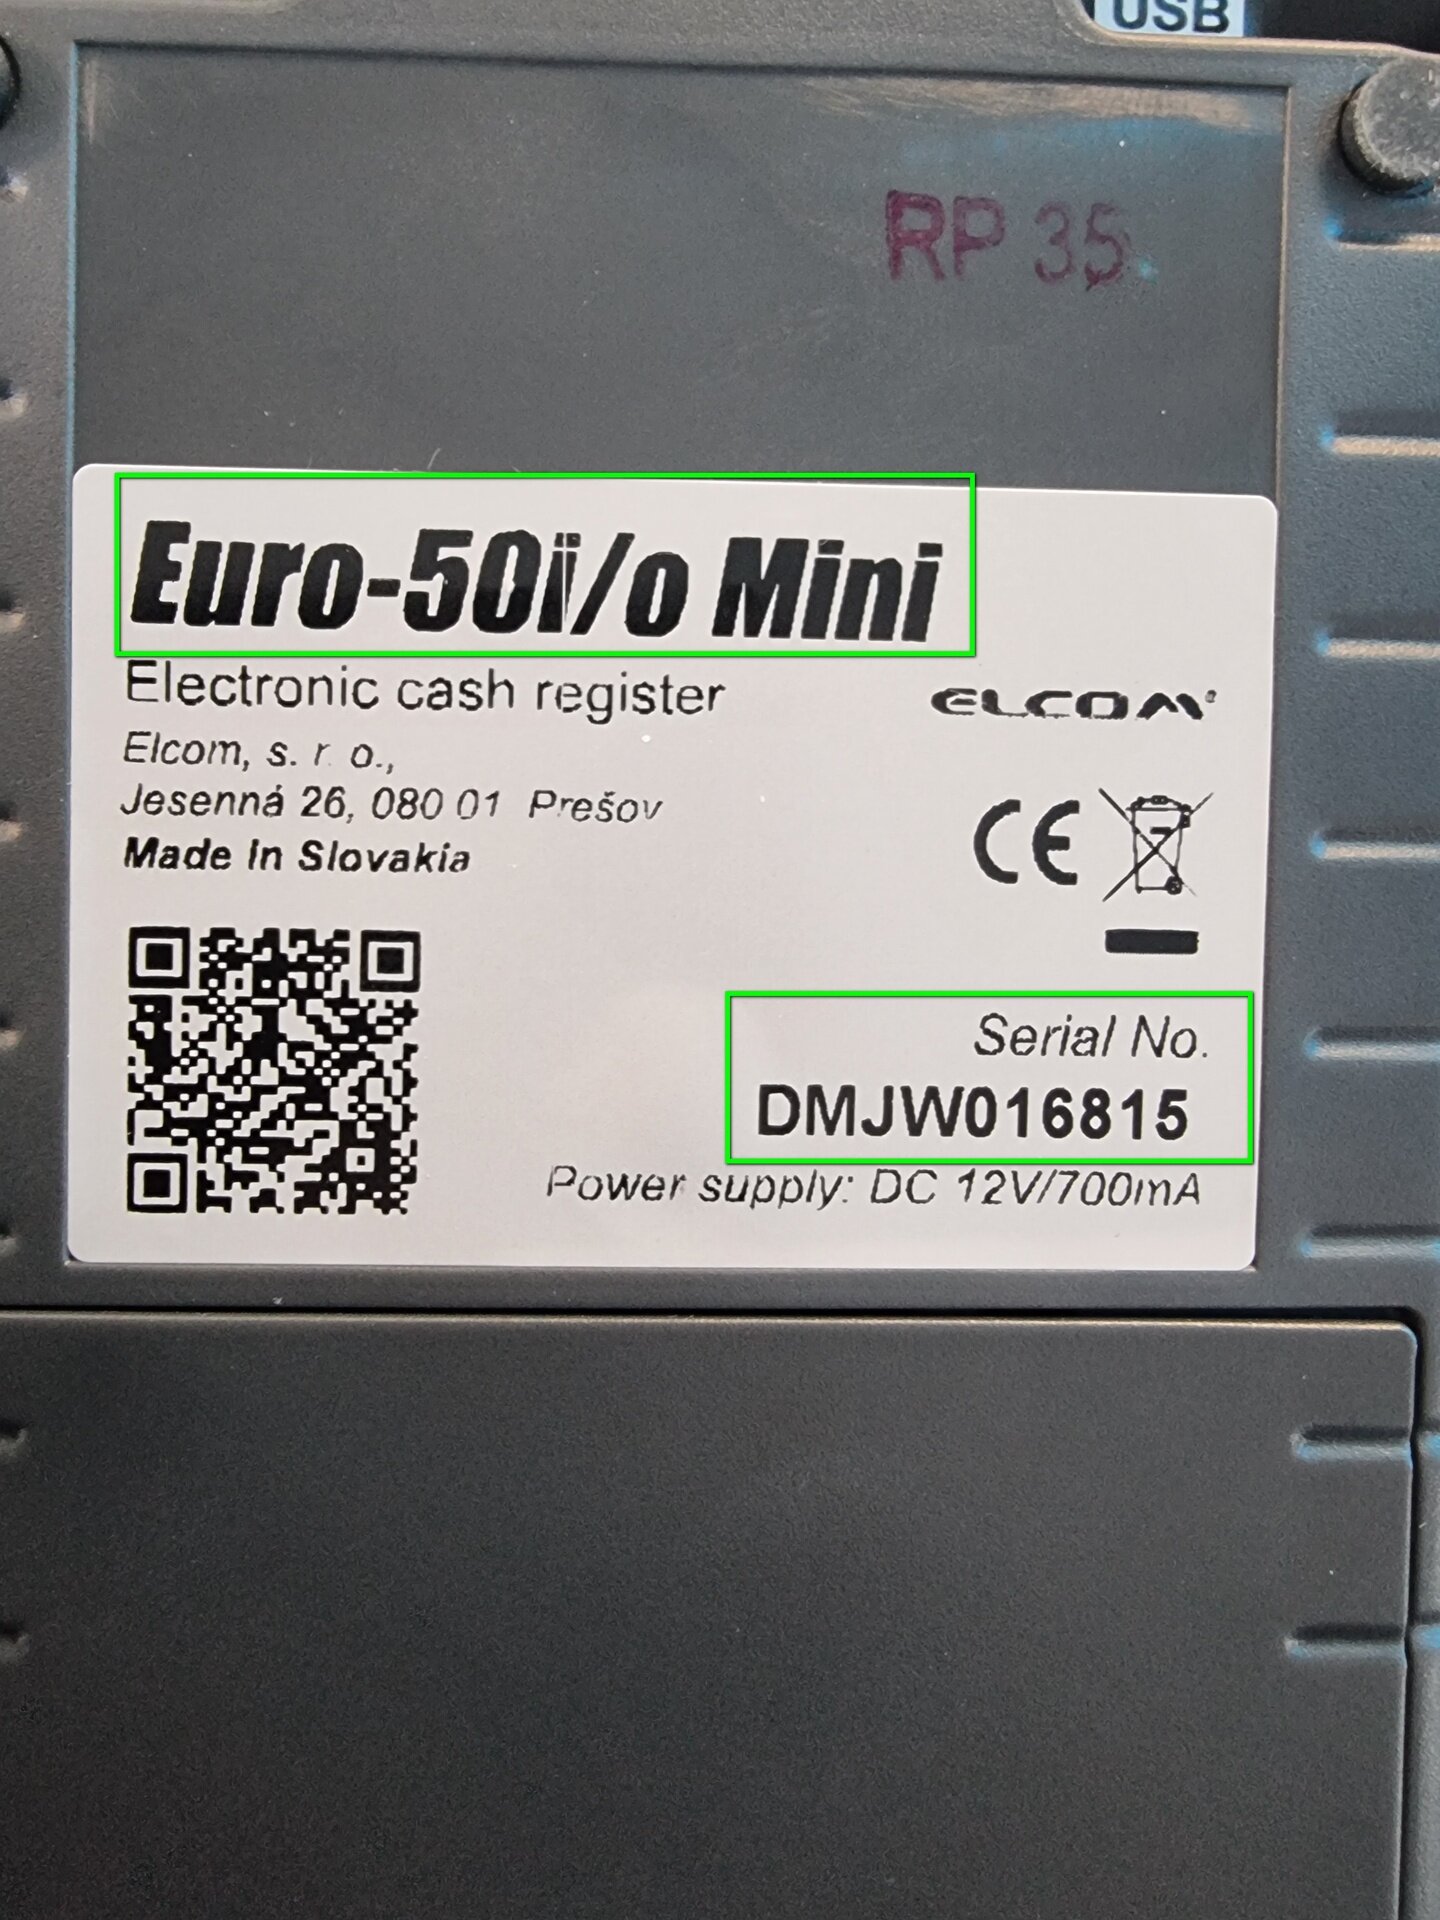 USB
RP 35
Euro-50i/o Mini
Electronic cash register
ELCOM
Elcom, s. r. o.,
Jesenná 26, 080 01 Prešov
Made In Slovakia
CE
Serial No.
DMJW016815
Power supply: DC 12V/700mA